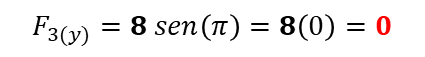 F₃₍y₎ = 8 sen(π) = 8(0) = 0